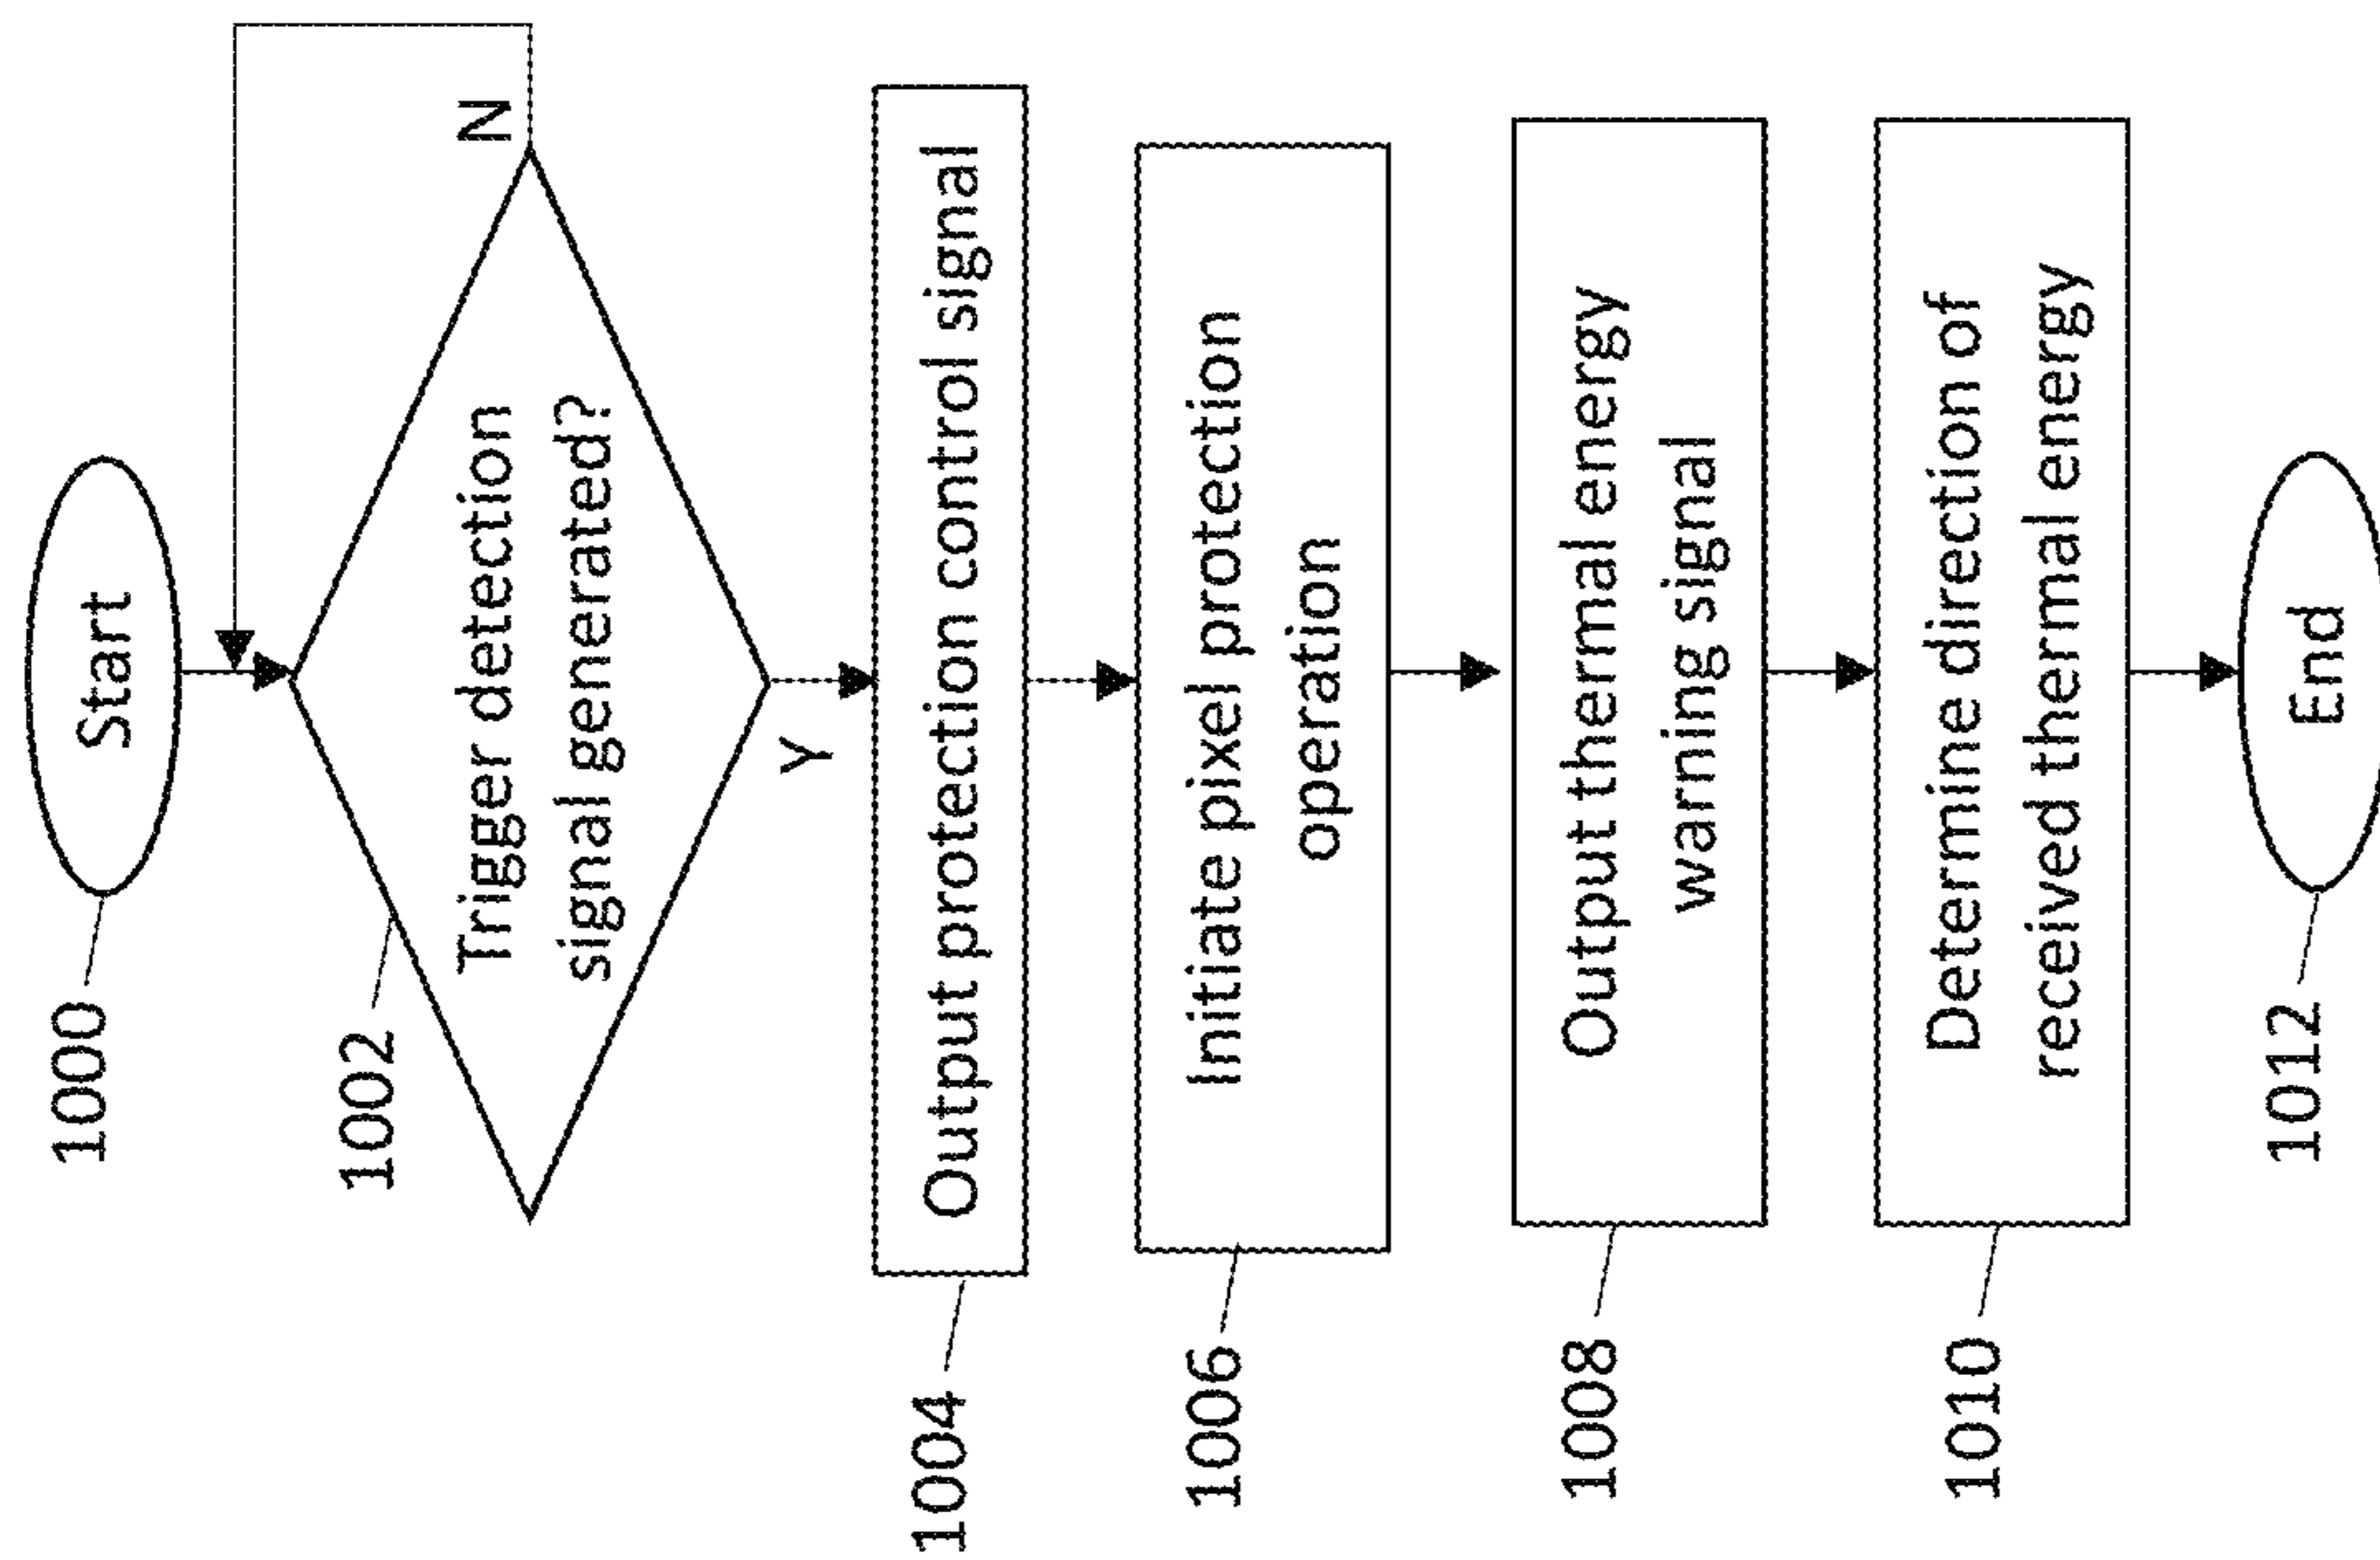 1000
Start
1002
Trigger detection
signal generated?
N
Y
1004
Output protection control signal
1006
Initiate pixel protection
operation
1008
Output thermal energy
warning signal
1010
Determine direction of
received thermal energy
1012
End